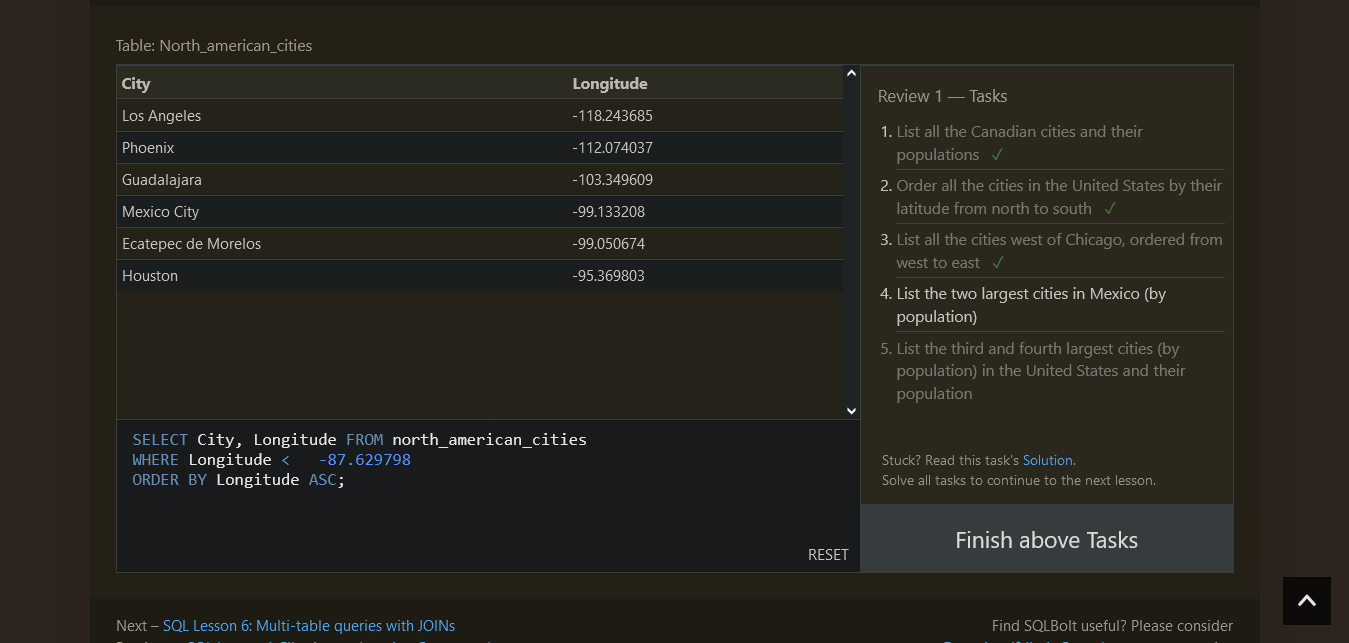 Table: North_american_cities
City Longitude
Los Angeles -118.243685
Phoenix -112.074037
Guadalajara -103.349609
Mexico City -99.133208
Ecatepec de Morelos -99.050674
Houston -95.369803
SELECT City, Longitude FROM north_american_cities
WHERE Longitude <   -87.629798
ORDER BY Longitude ASC;
RESET
Review 1 — Tasks
1. List all the Canadian cities and their
populations ✓
2. Order all the cities in the United States by their
latitude from north to south ✓
3. List all the cities west of Chicago, ordered from
west to east ✓
4. List the two largest cities in Mexico (by
population)
5. List the third and fourth largest cities (by
population) in the United States and their
population
Stuck? Read this task's Solution.
Solve all tasks to continue to the next lesson.
Finish above Tasks
Next – SQL Lesson 6: Multi-table queries with JOINs
Find SQLBolt useful? Please consider